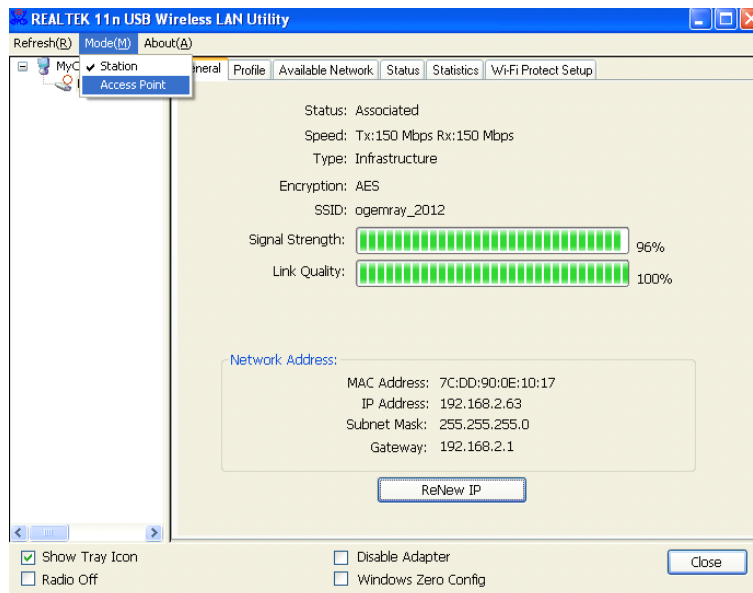 REALTEK 11n USB Wireless LAN Utility
Refresh(R) Mode(M) About(A)
Station
Access Point
MyC
neral Profile Available Network Status Statistics Wi-Fi Protect Setup
Status: Associated
Speed: Tx:150 Mbps Rx:150 Mbps
Type: Infrastructure
Encryption: AES
SSID: ogemray_2012
Signal Strength: 96%
Link Quality: 100%
Network Address:
MAC Address: 7C:DD:90:0E:10:17
IP Address: 192.168.2.63
Subnet Mask: 255.255.255.0
Gateway: 192.168.2.1
ReNew IP
Show Tray Icon Disable Adapter Close
Radio Off Windows Zero Config